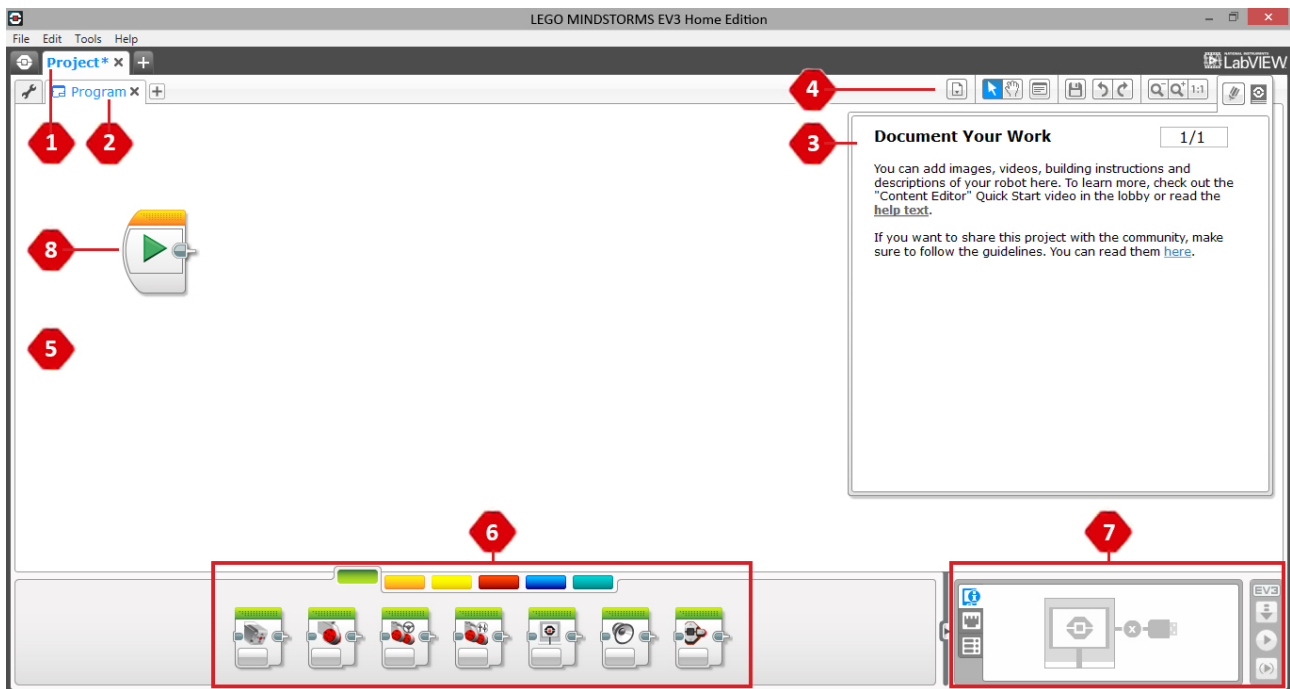 LEGO MINDSTORMS EV3 Home Edition
File Edit Tools Help
Project*
NATIONAL INSTRUMENTS
LabVIEW
Program
4
1:1
1
2
3
Document Your Work
1/1
You can add images, videos, building instructions and
descriptions of your robot here. To learn more, check out the
"Content Editor" Quick Start video in the lobby or read the
help text.
If you want to share this project with the community, make
sure to follow the guidelines. You can read them here.
8
5
6
7
EV3